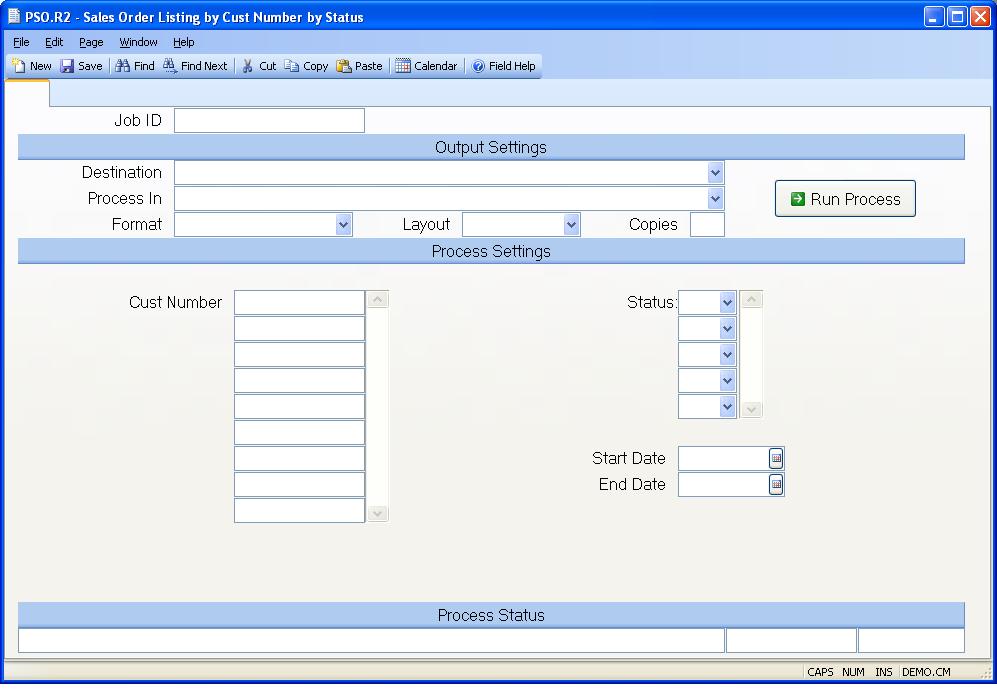 PSO.R2 - Sales Order Listing by Cust Number by Status
File Edit Page Window Help
New Save Find Find Next Cut Copy Paste Calendar Field Help
Job ID
Output Settings
Destination
Process In
Run Process
Format Layout Copies
Process Settings
Cust Number Status:
Start Date
End Date
Process Status
CAPS NUM INS DEMO.CM